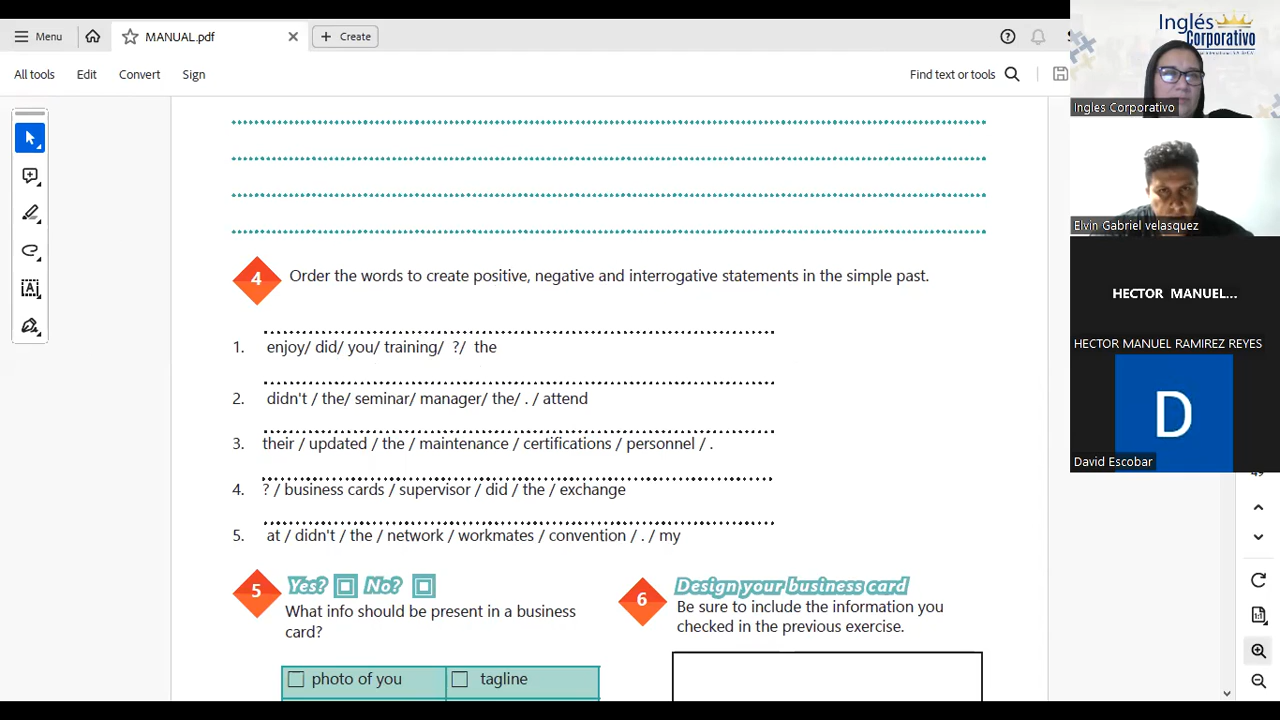 Menu
MANUAL.pdf
Create
All tools
Edit
Convert
Sign
Find text or tools
4
Order the words to create positive, negative and interrogative statements in the simple past.
1. enjoy/ did/ you/ training/ ?/ the
2. didn't / the/ seminar/ manager/ the/ . / attend
3. their / updated / the / maintenance / certifications / personnel / .
4. ? / business cards / supervisor / did / the / exchange
5. at / didn't / the / network / workmates / convention / . / my
5
Yes? No?
What info should be present in a business
card?
photo of you
tagline
6
Design your business card
Be sure to include the information you
checked in the previous exercise.
Inglés
Corporativo
Ingles Corporativo
Elvin Gabriel velasquez
HECTOR MANUEL...
HECTOR MANUEL RAMIREZ REYES
D
David Escobar